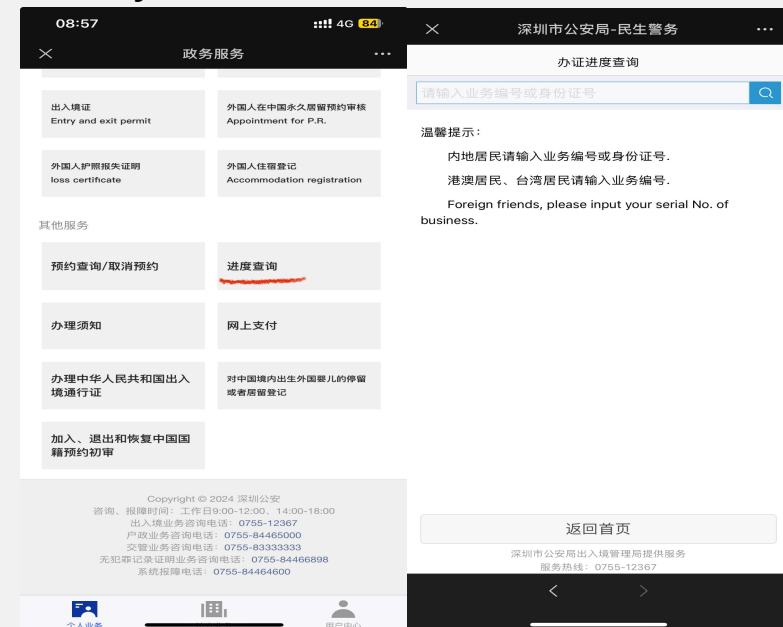 08:57
4G 84
政务服务
出入境证
Entry and exit permit
外国人在中国永久居留预约审核
Appointment for P.R.
外国人护照报失证明
loss certificate
外国人住宿登记
Accommodation registration
其他服务
预约查询/取消预约
进度查询
办理须知
网上支付
办理中华人民共和国出入
境通行证
对中国境内出生外国婴儿的停留
或者居留登记
加入、退出和恢复中国国
籍预约初审
Copyright © 2024 深圳公安
咨询、报障时间：工作日9:00-12:00、14:00-18:00
出入境业务咨询电话：0755-12367
户政业务咨询电话：0755-84465000
交管业务咨询电话：0755-83333333
无犯罪记录证明业务咨询电话：0755-84466898
系统报障电话：0755-84464600
个人业务
用户中心
深圳市公安局-民生警务
办证进度查询
请输入业务编号或身份证号
温馨提示：
内地居民请输入业务编号或身份证号.
港澳居民、台湾居民请输入业务编号.
Foreign friends, please input your serial No. of
business.
返回首页
深圳市公安局出入境管理局提供服务
服务热线：0755-12367